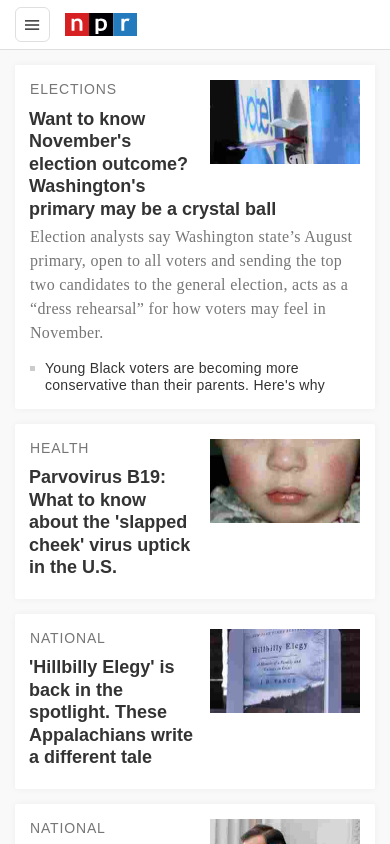 npr
ELECTIONS
Want to know
November's
election outcome?
Washington's
primary may be a crystal ball
vote!
Election analysts say Washington state’s August
primary, open to all voters and sending the top
two candidates to the general election, acts as a
“dress rehearsal” for how voters may feel in
November.
Young Black voters are becoming more
conservative than their parents. Here's why
HEALTH
Parvovirus B19:
What to know
about the 'slapped
cheek' virus uptick
in the U.S.
NATIONAL
'Hillbilly Elegy' is
back in the
spotlight. These
Appalachians write
a different tale
Hillbilly Elegy
J. D. VANCE
NATIONAL